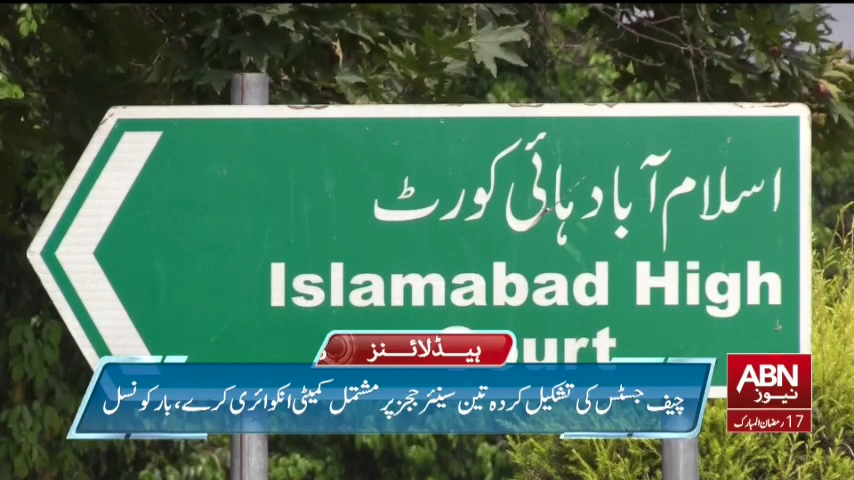 اسلام آباد ہائی کورٹ
Islamabad High
Court
ہیڈلائنز
چیف جسٹس کی تشکیل کردہ تین سینئر ججز پر مشتمل کمیٹی انکوائری کرے، بار کونسل
ABN
نیوز
17 رمضان المبارک